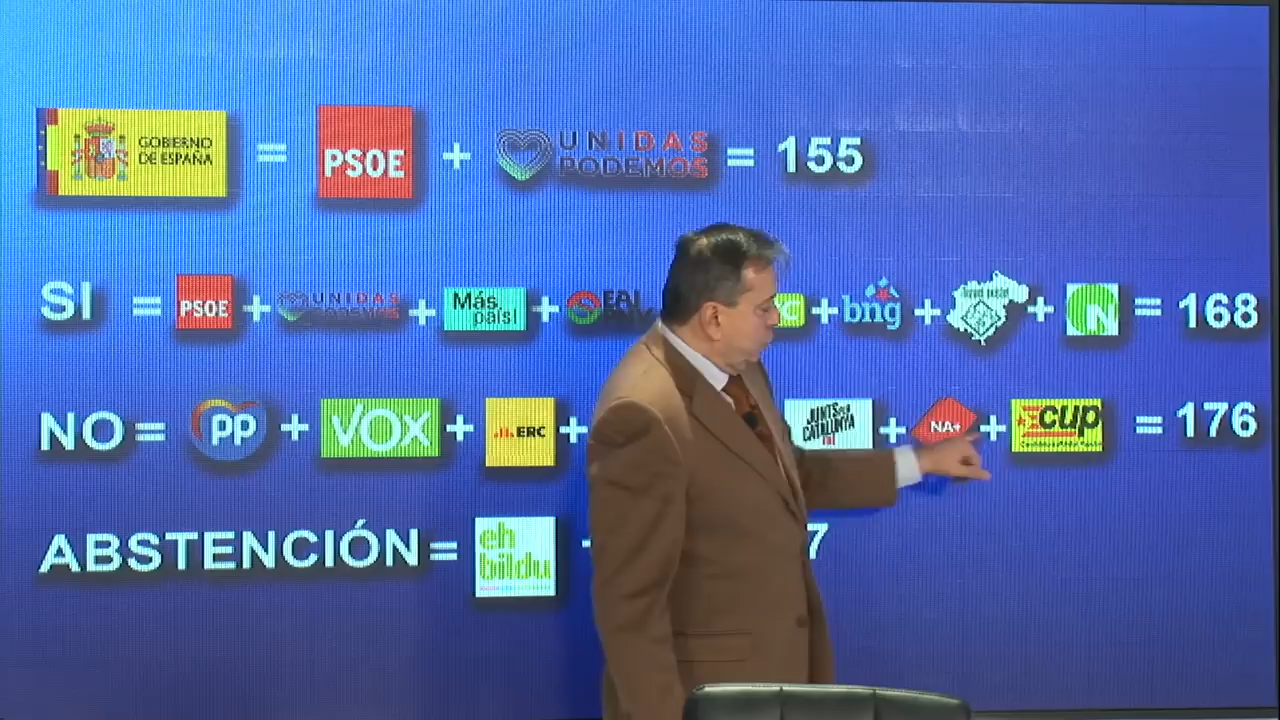 GOBIERNO DE ESPAÑA = PSOE + UNIDAS PODEMOS = 155
SI = PSOE + UNIDAS PODEMOS + Más país + + bng + + N = 168
NO = PP + VOX + ERC + JUNTS CATALUNYA + NA+ + cup = 176
ABSTENCIÓN = eh bildu 7